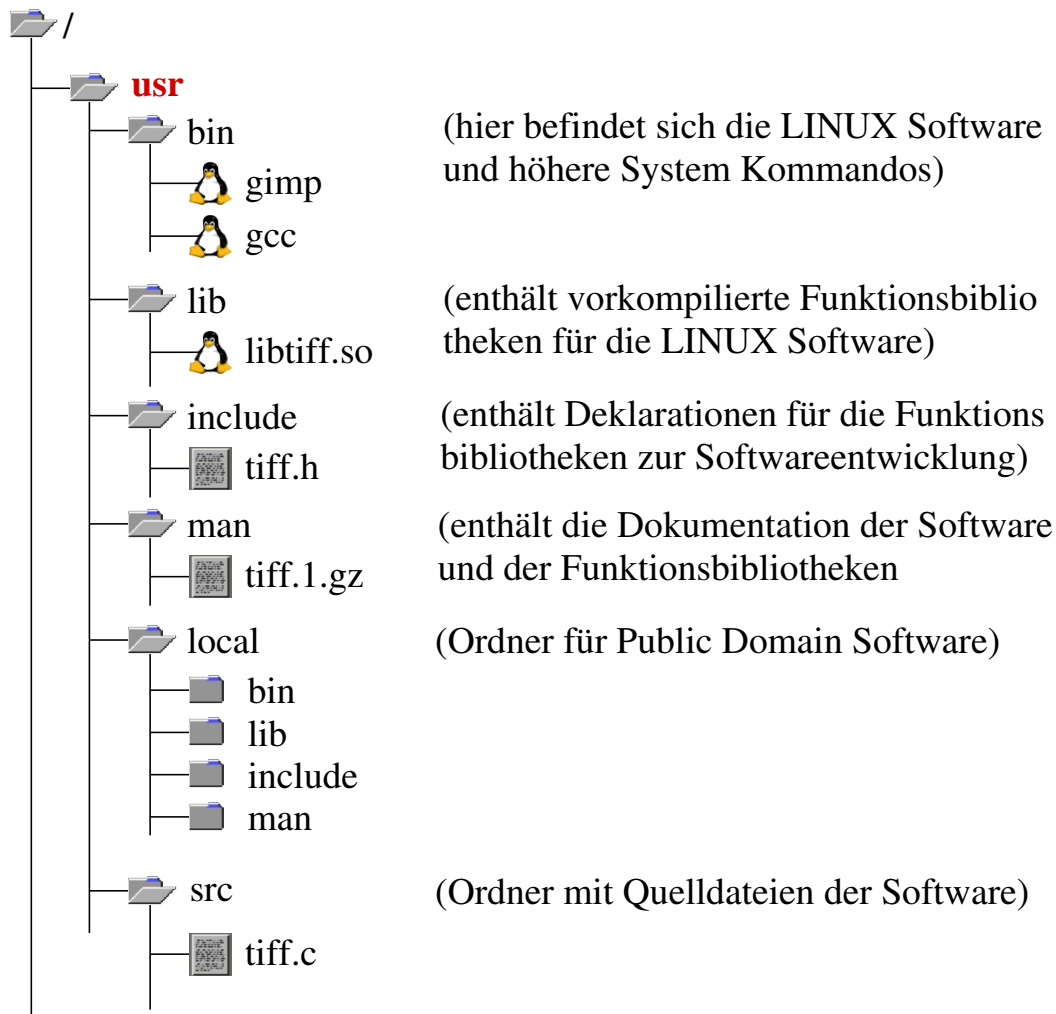 /
usr
bin (hier befindet sich die LINUX Software
und höhere System Kommandos)
gimp
gcc
lib (enthält vorkompilierte Funktionsbiblio
theken für die LINUX Software)
libtiff.so
include (enthält Deklarationen für die Funktions
bibliotheken zur Softwareentwicklung)
tiff.h
man (enthält die Dokumentation der Software
und der Funktionsbibliotheken
tiff.1.gz
local (Ordner für Public Domain Software)
bin
lib
include
man
src (Ordner mit Quelldateien der Software)
tiff.c